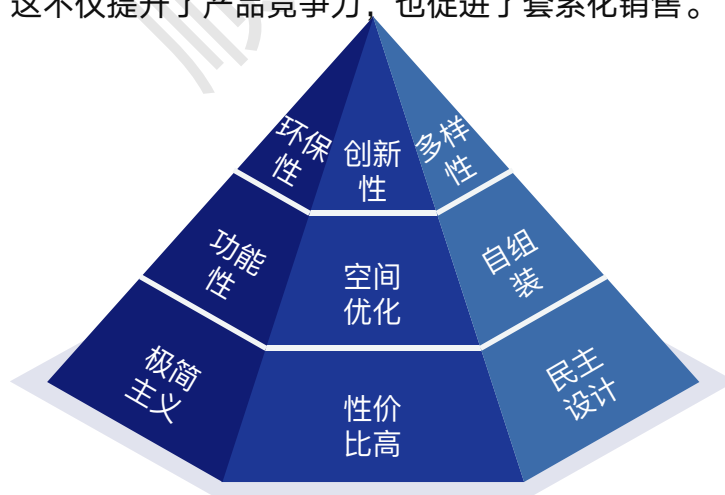 这不仅提升了产品竞争力，也促进了套系化销售。
环保
性
创新
性
多样
性
功能
性
空间
优化
自组
装
极简
主义
性价
比高
民主
设计